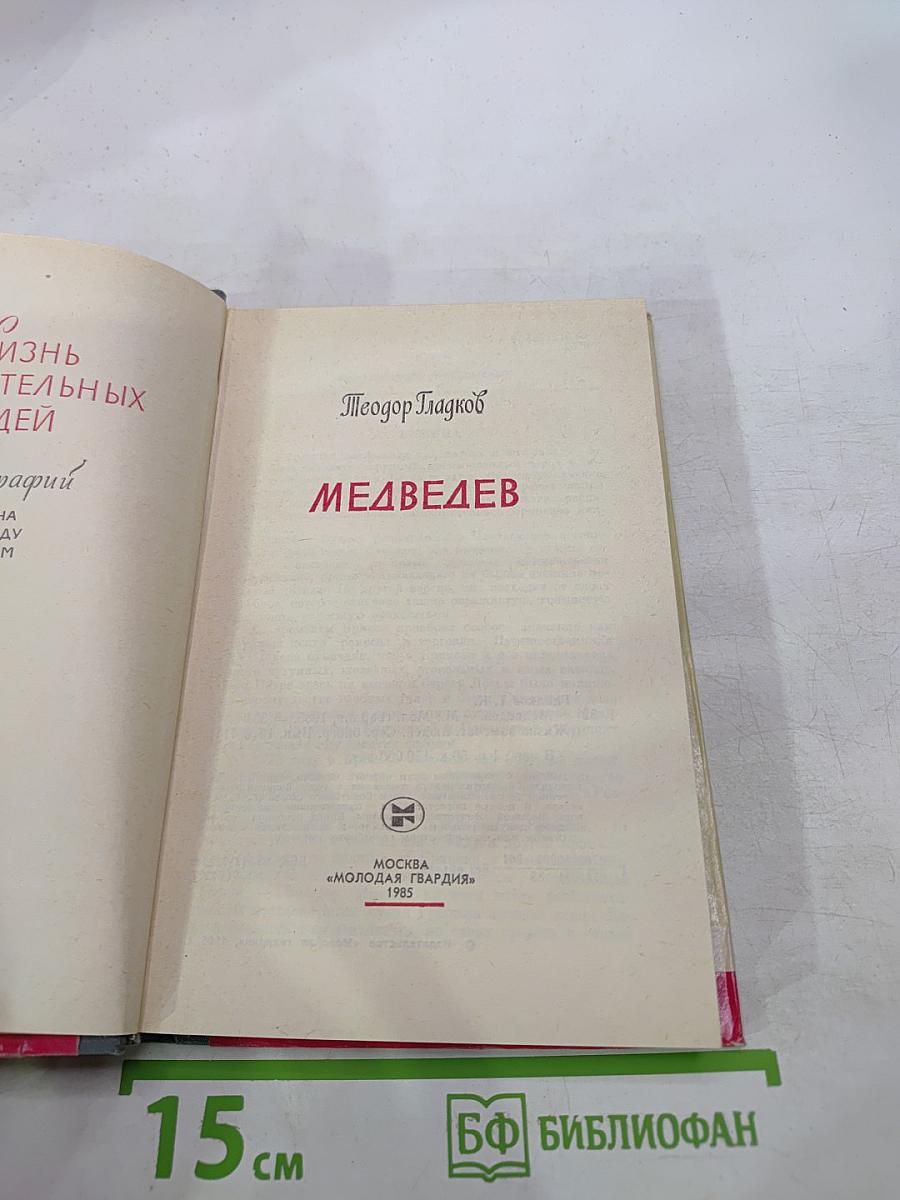 ИЗНЬ
ТЕЛЬНЫХ
ДЕЙ
рафий
НА
ДУ
М
Теодор Гладков
МЕДВЕДЕВ
МОСКВА
«МОЛОДАЯ ГВАРДИЯ»
1985
15 см
БФ БИБЛИОФАН